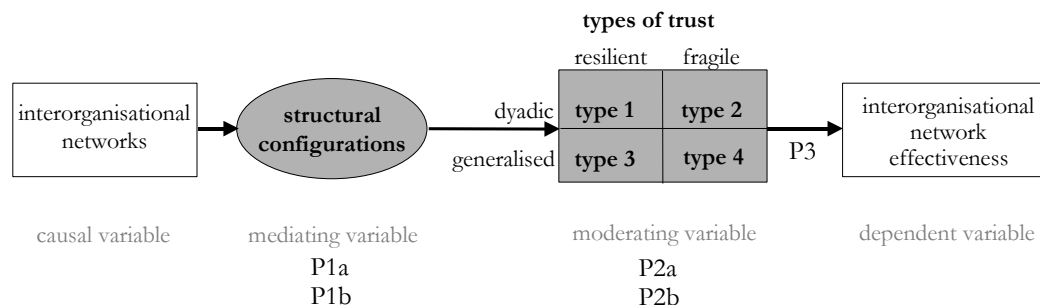 types of trust
resilient fragile
interorganisational
networks
structural
configurations
dyadic
generalised
type 1 type 2
type 3 type 4
P3
interorganisational
network
effectiveness
causal variable
mediating variable
moderating variable
dependent variable
P1a
P1b
P2a
P2b